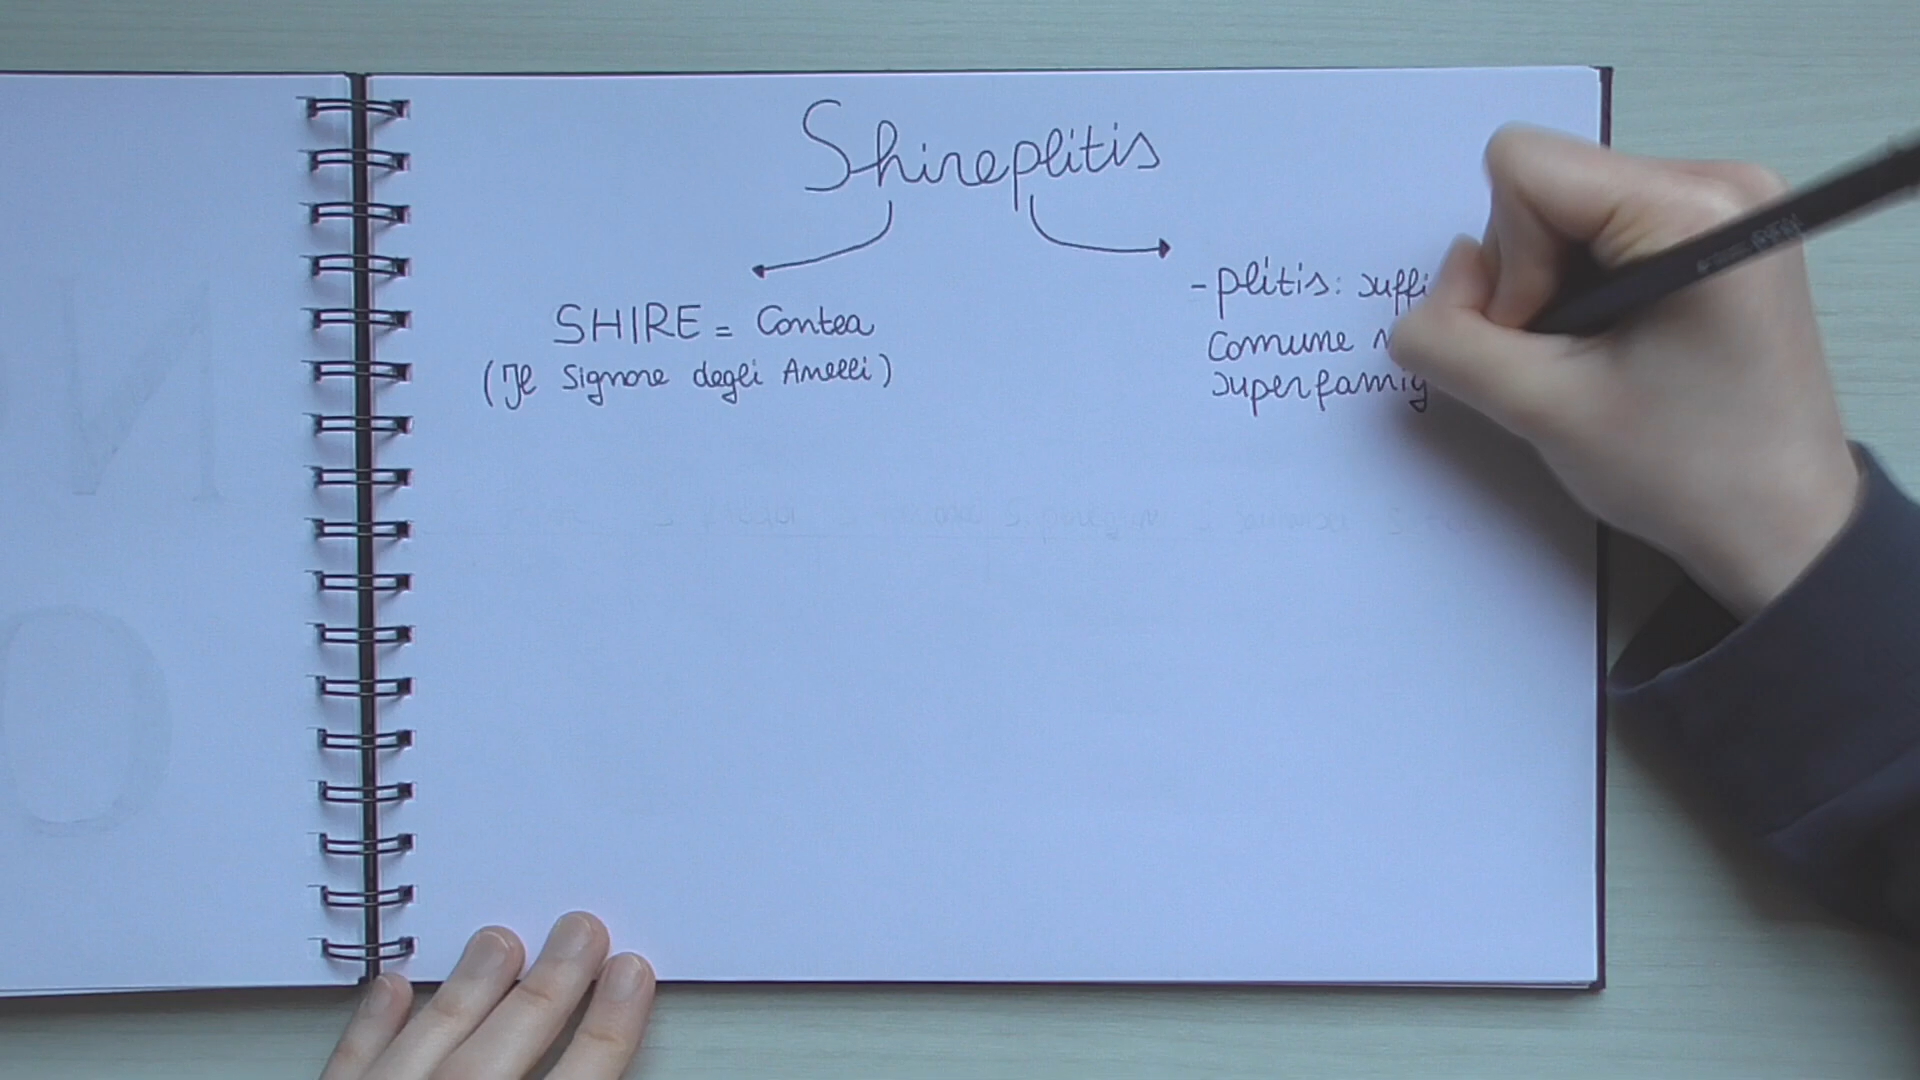 Shireplitis
SHIRE = Contea
(Il Signore degli Anelli)
-plitis: suffi
comune
superfamig